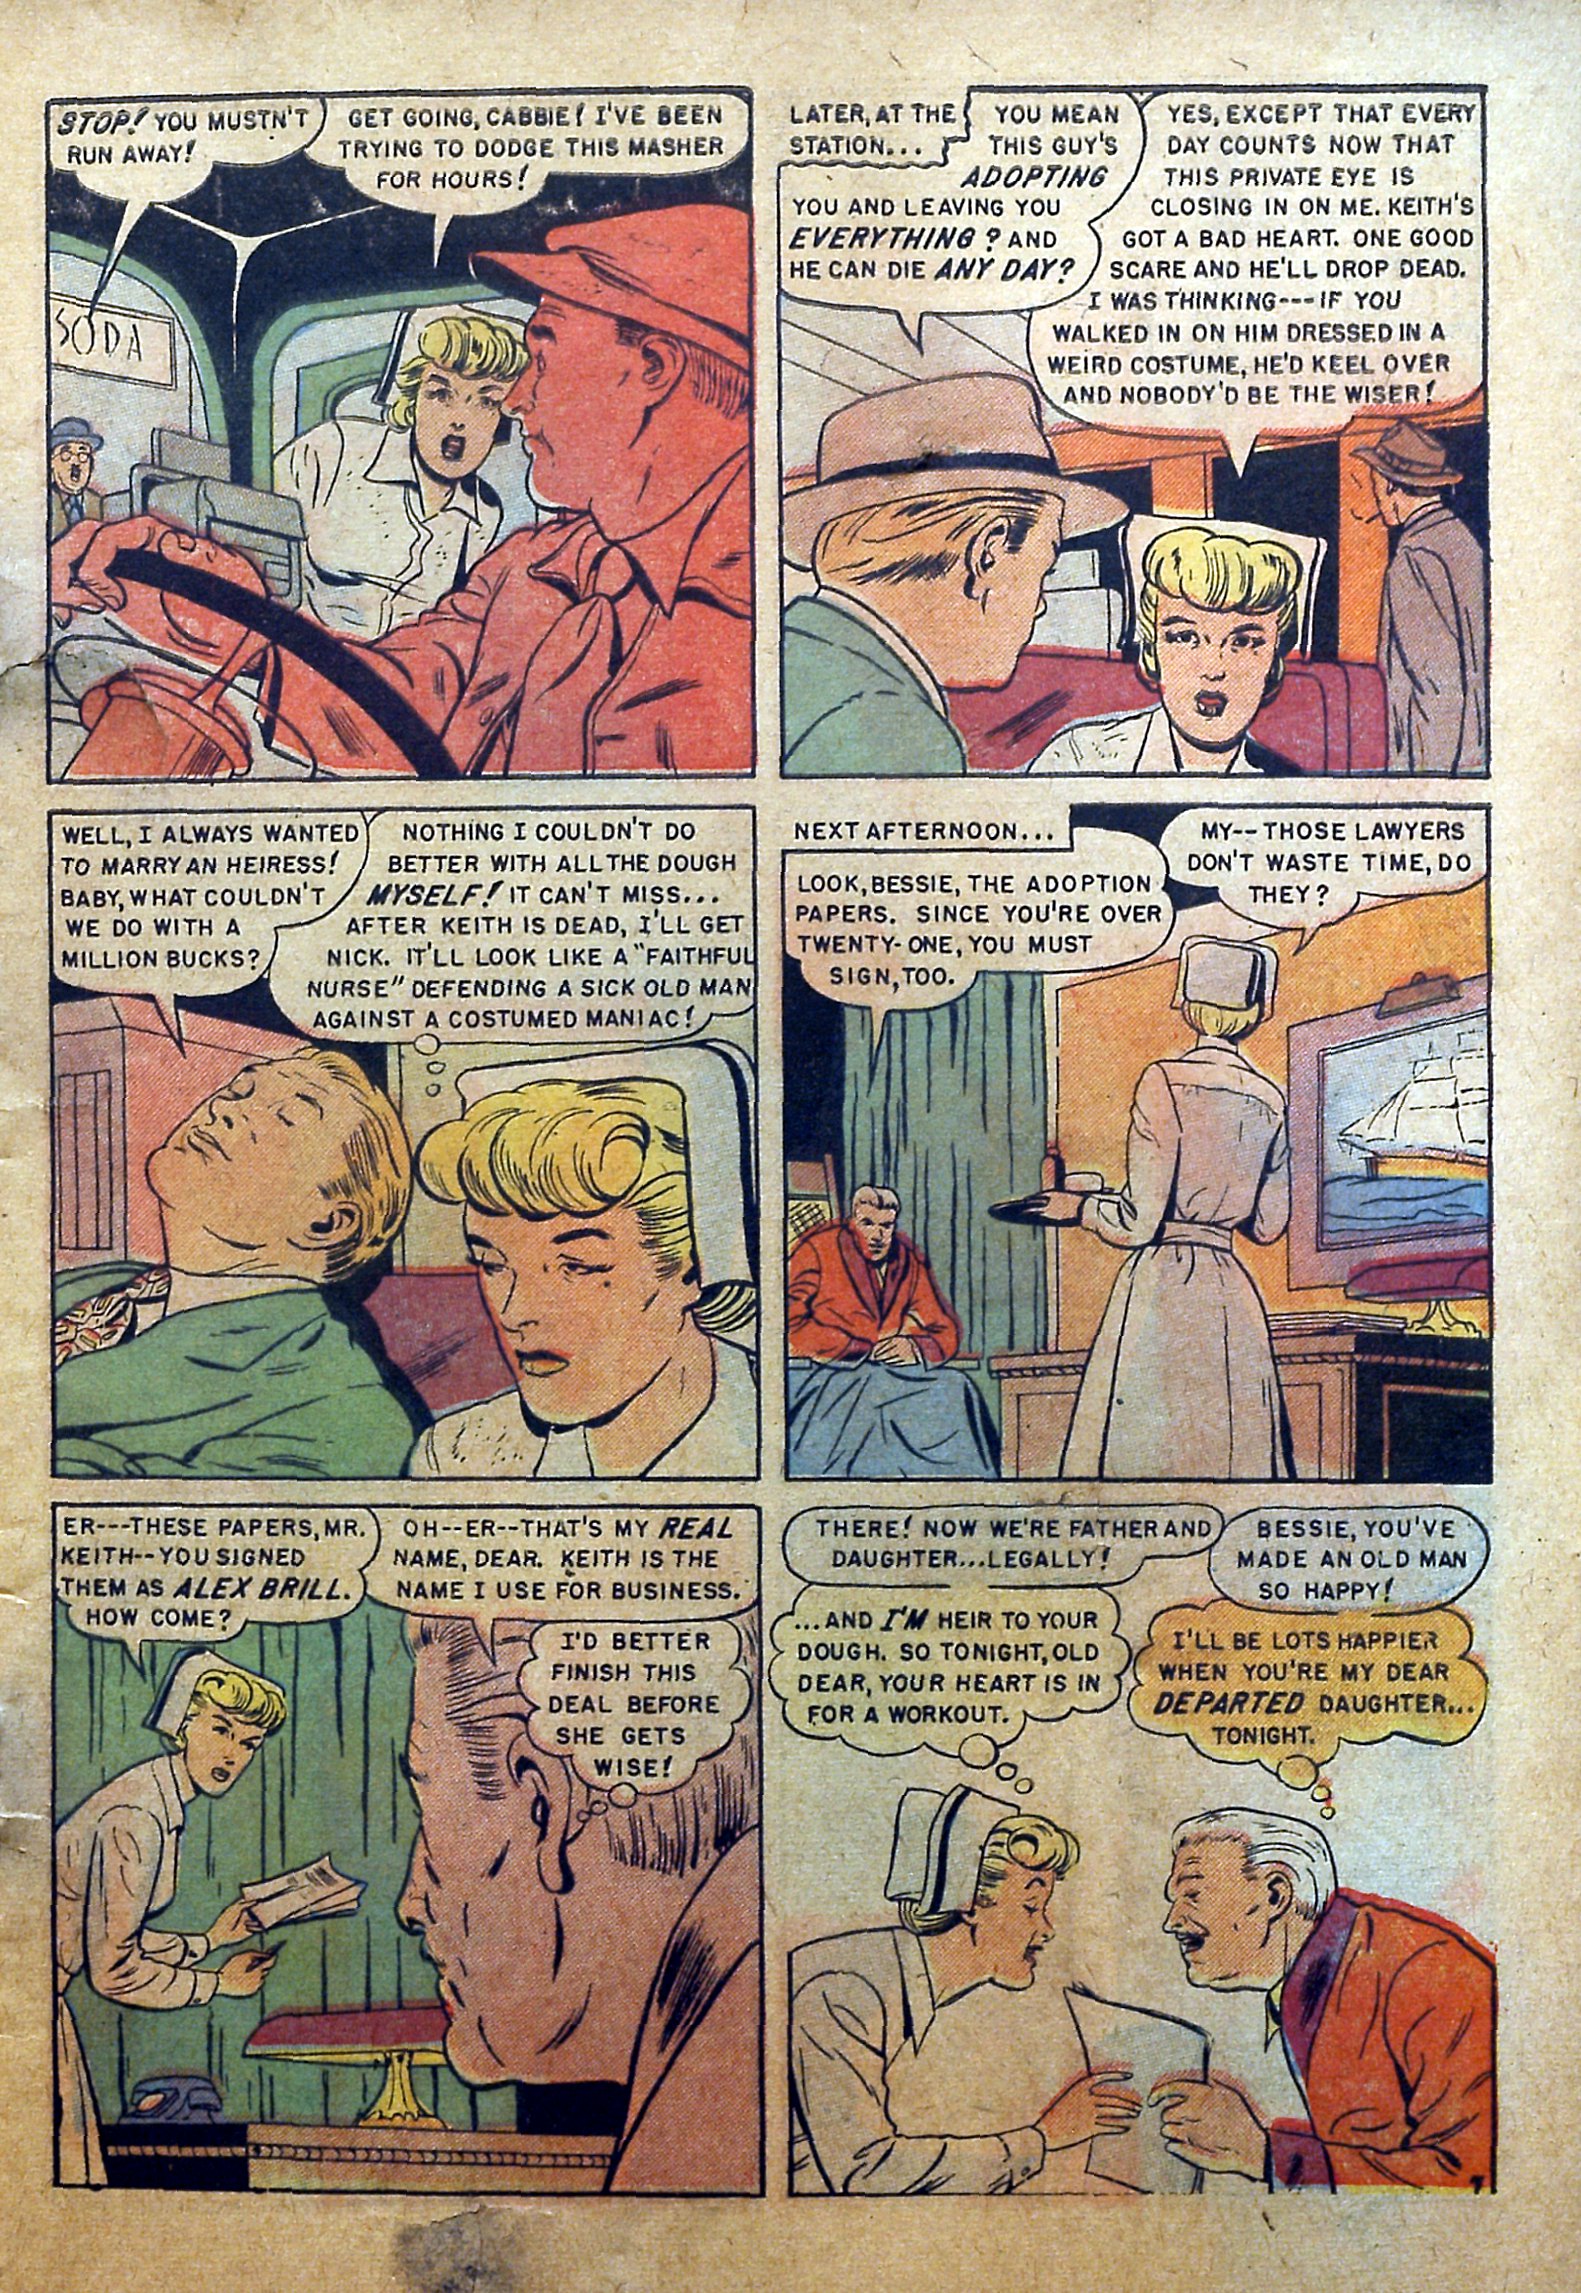 STOP! YOU MUSTN'T
RUN AWAY!
GET GOING, CABBIE! I'VE BEEN
TRYING TO DODGE THIS MASHER
FOR HOURS!
SODA
LATER, AT THE
STATION...
YOU MEAN
THIS GUY'S
ADOPTING
YOU AND LEAVING YOU
EVERYTHING? AND
HE CAN DIE ANY DAY?
YES, EXCEPT THAT EVERY
DAY COUNTS NOW THAT
THIS PRIVATE EYE IS
CLOSING IN ON ME. KEITH'S
GOT A BAD HEART. ONE GOOD
SCARE AND HE'LL DROP DEAD.
I WAS THINKING---IF YOU
WALKED IN ON HIM DRESSED IN A
WEIRD COSTUME, HE'D KEEL OVER
AND NOBODY'D BE THE WISER!
WELL, I ALWAYS WANTED
TO MARRY AN HEIRESS!
BABY, WHAT COULDN'T
WE DO WITH A
MILLION BUCKS?
NOTHING I COULDN'T DO
BETTER WITH ALL THE DOUGH
MYSELF! IT CAN'T MISS...
AFTER KEITH IS DEAD, I'LL GET
NICK. IT'LL LOOK LIKE A "FAITHFUL
NURSE" DEFENDING A SICK OLD MAN
AGAINST A COSTUMED MANIAC!
NEXT AFTERNOON...
LOOK, BESSIE, THE ADOPTION
PAPERS. SINCE YOU'RE OVER
TWENTY-ONE, YOU MUST
SIGN, TOO.
MY--THOSE LAWYERS
DON'T WASTE TIME, DO
THEY?
ER---THESE PAPERS, MR.
KEITH--YOU SIGNED
THEM AS ALEX BRILL.
HOW COME?
OH--ER--THAT'S MY REAL
NAME, DEAR. KEITH IS THE
NAME I USE FOR BUSINESS.
I'D BETTER
FINISH THIS
DEAL BEFORE
SHE GETS
WISE!
THERE! NOW WE'RE FATHER AND
DAUGHTER...LEGALLY!
...AND I'M HEIR TO YOUR
DOUGH. SO TONIGHT, OLD
DEAR, YOUR HEART IS IN
FOR A WORKOUT.
BESSIE, YOU'VE
MADE AN OLD MAN
SO HAPPY!
I'LL BE LOTS HAPPIER
WHEN YOU'RE MY DEAR
DEPARTED DAUGHTER...
TONIGHT.
7